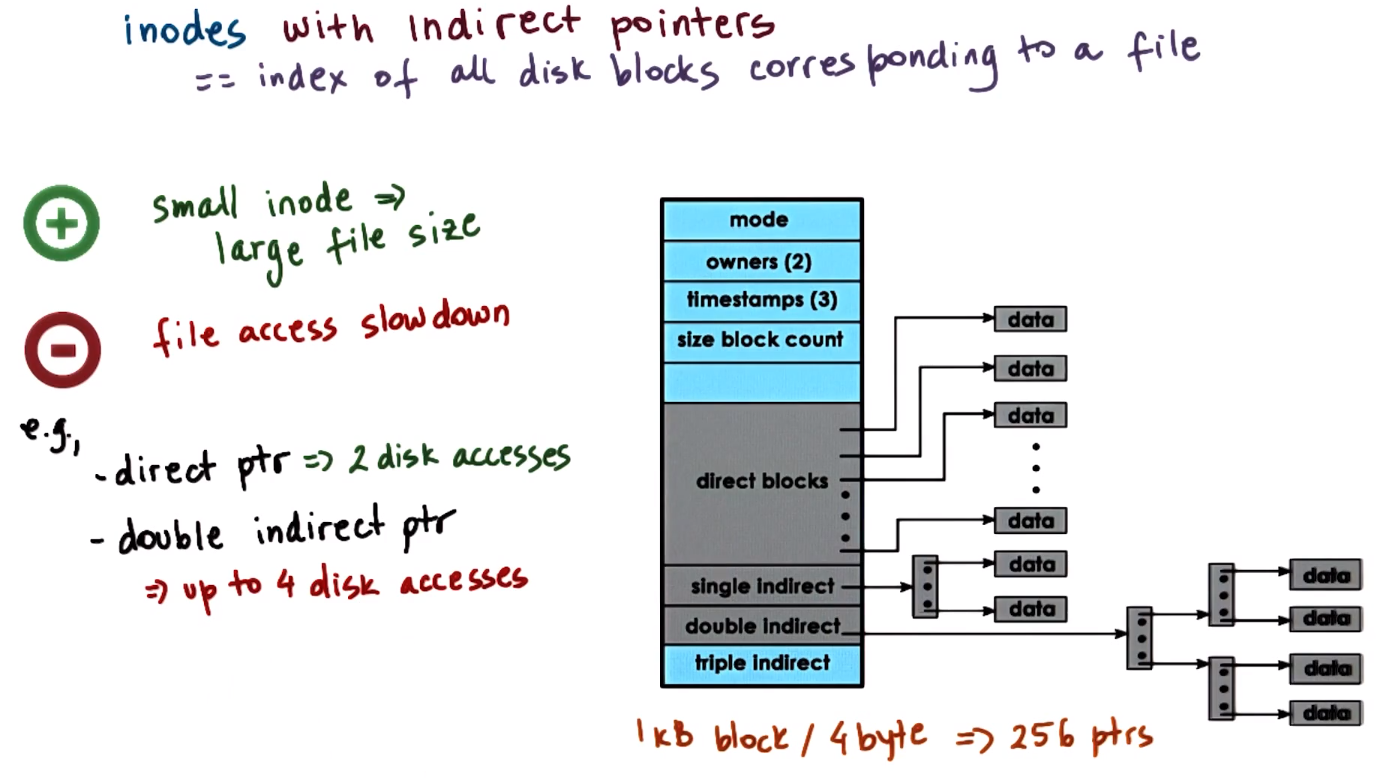 inodes with Indirect pointers
== index of all disk blocks corresponding to a file
+
small inode =>
large file size
-
file access slowdown
e.g.,
- direct ptr => 2 disk accesses
- double indirect ptr
=> up to 4 disk accesses
mode
owners (2)
timestamps (3)
size block count
direct blocks
single indirect
double indirect
triple indirect
data
data
data
data
data
data
data
data
data
data
1kB block / 4 byte => 256 ptrs